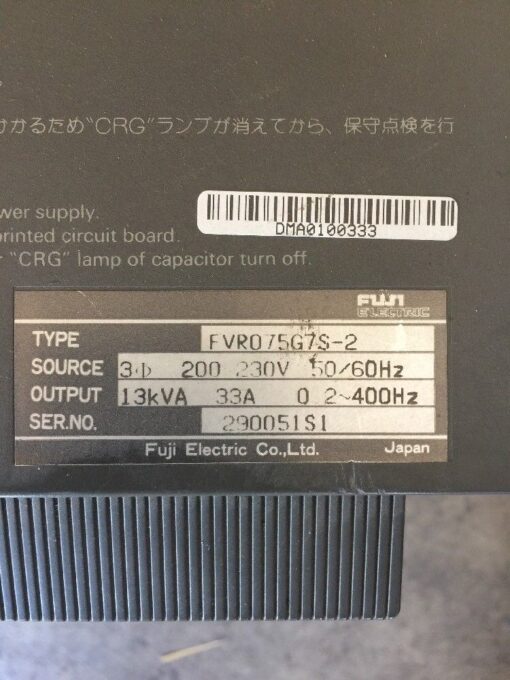 かかるため“CRG”ランプが消えてから、保守点検を行
wer supply.
printed circuit board.
“CRG” lamp of capacitor turn off.
DMA0100333
FUJI
ELECTRIC
TYPE FVR075G7S-2
SOURCE 3ф 200 230V 50/60Hz
OUTPUT 13kVA 33A 0 2~400Hz
SER.NO. 290051S1
Fuji Electric Co.,Ltd. Japan